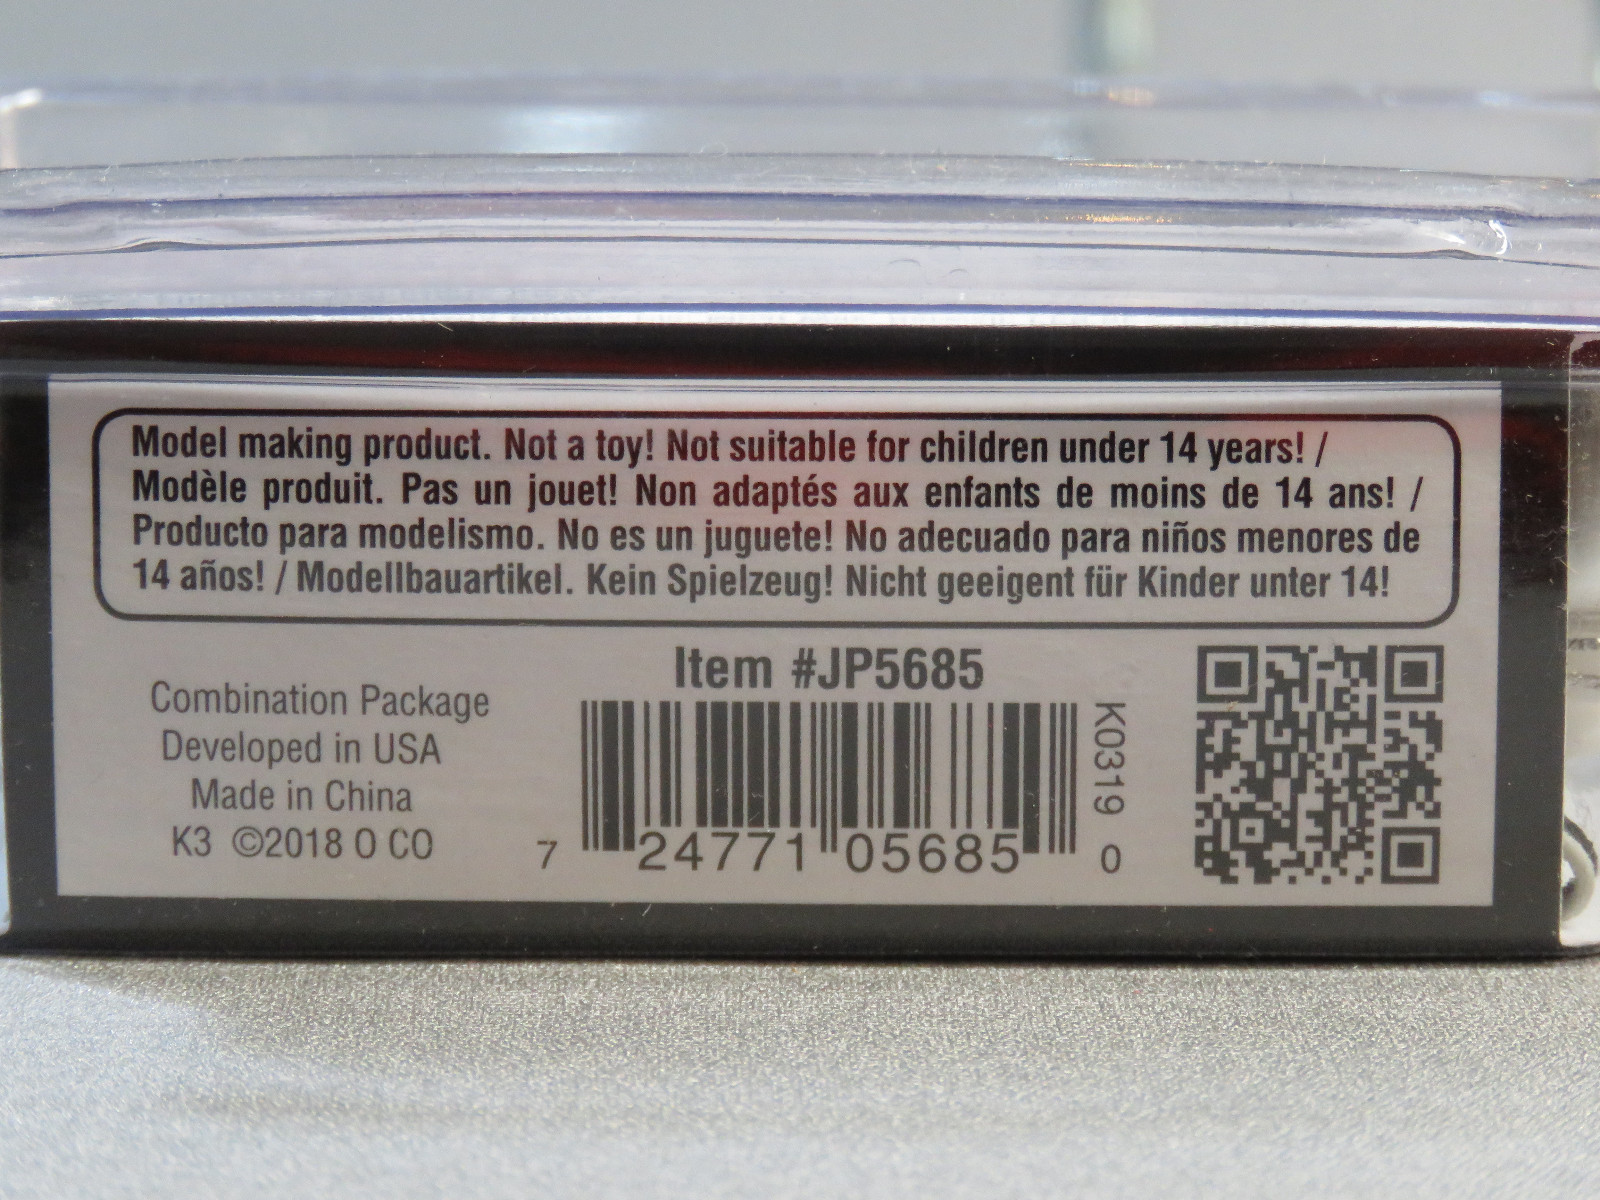 Model making product. Not a toy! Not suitable for children under 14 years! /
Modèle produit. Pas un jouet! Non adaptés aux enfants de moins de 14 ans! /
Producto para modelismo. No es un juguete! No adecuado para niños menores de
14 años! / Modellbauartikel. Kein Spielzeug! Nicht geeigent für Kinder unter 14!
Combination Package
Developed in USA
Made in China
K3 ©2018 O CO
Item #JP5685
7 24771 05685 0
K0319